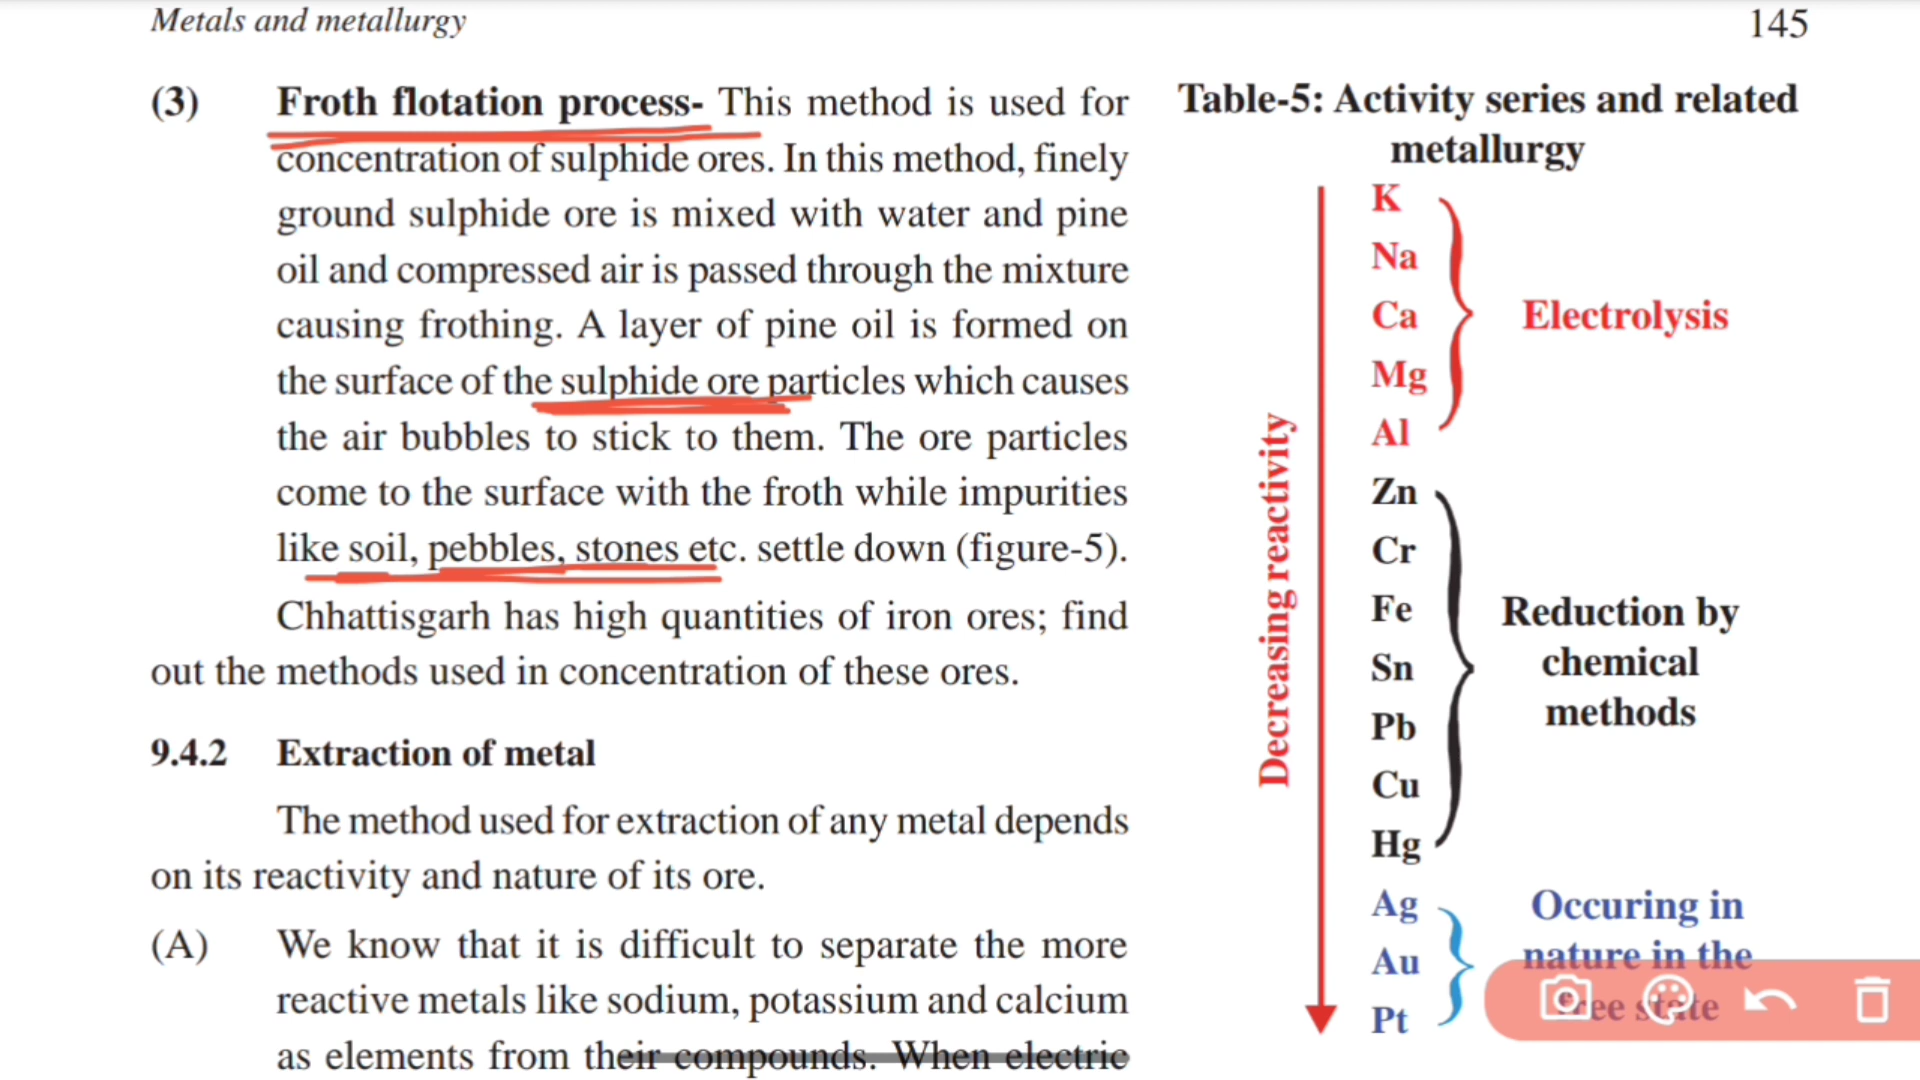 Metals and metallurgy
145
(3) Froth flotation process- This method is used for
concentration of sulphide ores. In this method, finely
ground sulphide ore is mixed with water and pine
oil and compressed air is passed through the mixture
causing frothing. A layer of pine oil is formed on
the surface of the sulphide ore particles which causes
the air bubbles to stick to them. The ore particles
come to the surface with the froth while impurities
like soil, pebbles, stones etc. settle down (figure-5).
Chhattisgarh has high quantities of iron ores; find
out the methods used in concentration of these ores.
9.4.2 Extraction of metal
The method used for extraction of any metal depends
on its reactivity and nature of its ore.
(A) We know that it is difficult to separate the more
reactive metals like sodium, potassium and calcium
as elements from their compounds. When electric
Table-5: Activity series and related
metallurgy
Decreasing reactivity
K
Na
Ca
Mg
Al
Electrolysis
Zn
Cr
Fe
Sn
Pb
Cu
Hg
Reduction by
chemical
methods
Ag
Au
Pt
Occuring in
nature in the
free state